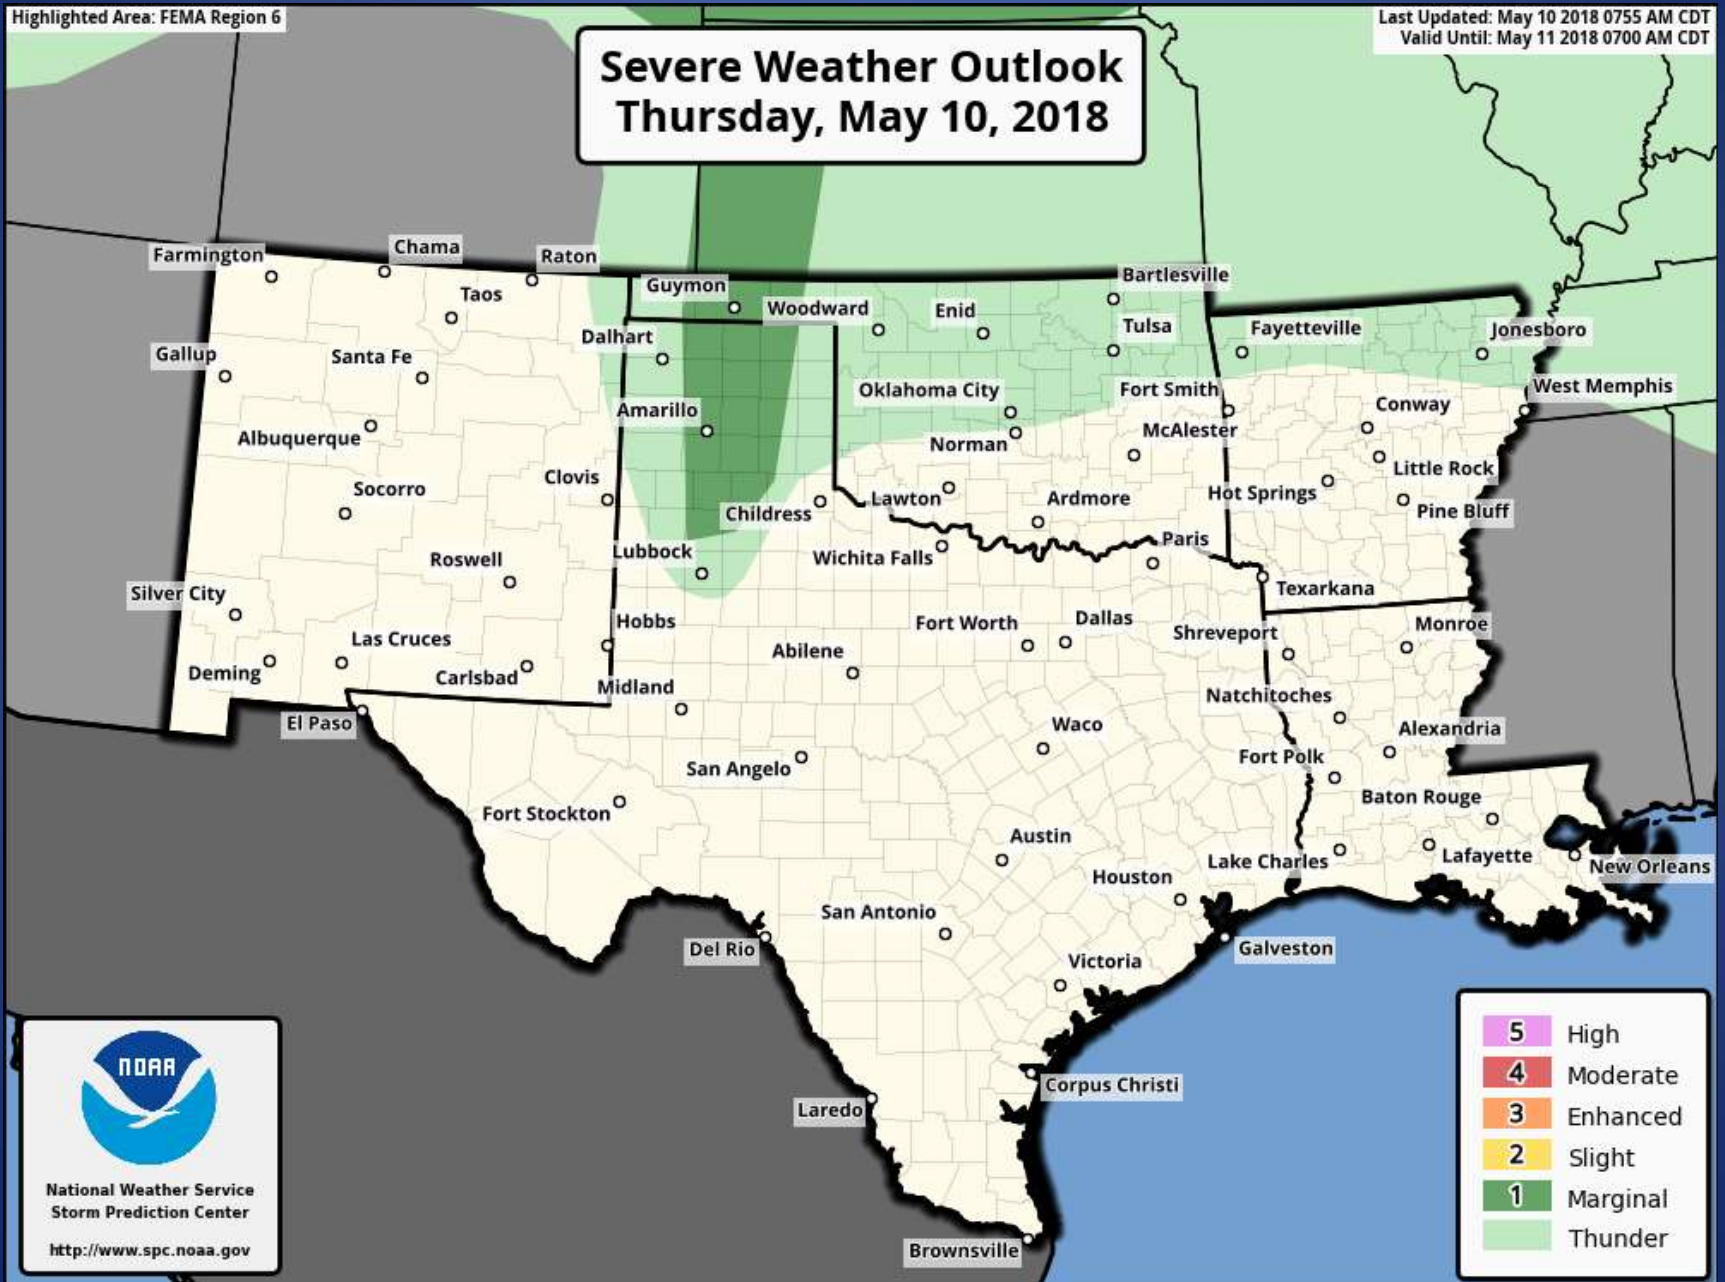 Highlighted Area: FEMA Region 6
Last Updated: May 10 2018 0755 AM CDT
Valid Until: May 11 2018 0700 AM CDT
Severe Weather Outlook
Thursday, May 10, 2018
Farmington
Chama
Raton
Taos
Guymon
Woodward
Enid
Bartlesville
Tulsa
Fayetteville
Jonesboro
Gallup
Santa Fe
Dalhart
Oklahoma City
Fort Smith
West Memphis
Albuquerque
Amarillo
Norman
McAlester
Conway
Little Rock
Socorro
Clovis
Childress
Lawton
Ardmore
Hot Springs
Pine Bluff
Roswell
Lubbock
Wichita Falls
Paris
Texarkana
Silver City
Las Cruces
Hobbs
Abilene
Fort Worth
Dallas
Shreveport
Monroe
Deming
Carlsbad
Midland
Natchitoches
El Paso
San Angelo
Waco
Fort Polk
Alexandria
Fort Stockton
Austin
Baton Rouge
Houston
Lake Charles
Lafayette
New Orleans
San Antonio
Del Rio
Victoria
Galveston
Corpus Christi
Laredo
Brownsville
NOAA
National Weather Service
Storm Prediction Center
http://www.spc.noaa.gov
5 High
4 Moderate
3 Enhanced
2 Slight
1 Marginal
Thunder